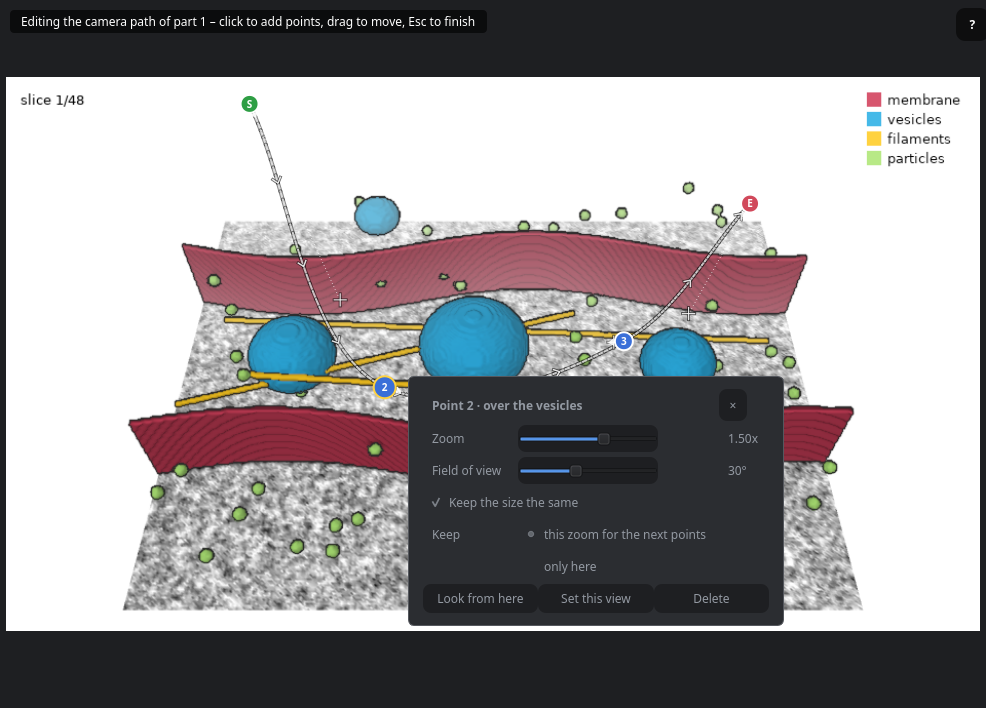 Editing the camera path of part 1 – click to add points, drag to move, Esc to finish
?
slice 1/48
S
membrane
vesicles
filaments
particles
E
3
2
Point 2 · over the vesicles
×
Zoom 1.50x
Field of view 30°
✓ Keep the size the same
Keep this zoom for the next points
only here
Look from here Set this view Delete